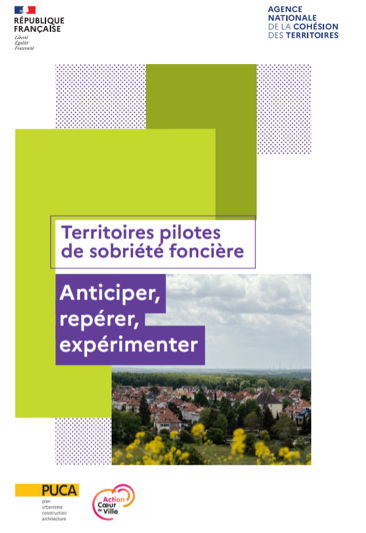 RÉPUBLIQUE
FRANÇAISE
Liberté
Égalité
Fraternité
AGENCE
NATIONALE
DE LA COHÉSION
DES TERRITOIRES
Territoires pilotes
de sobriété foncière
Anticiper,
repérer,
expérimenter
PUCA
plan
urbanisme
construction
architecture
Action
Cœur
de Ville